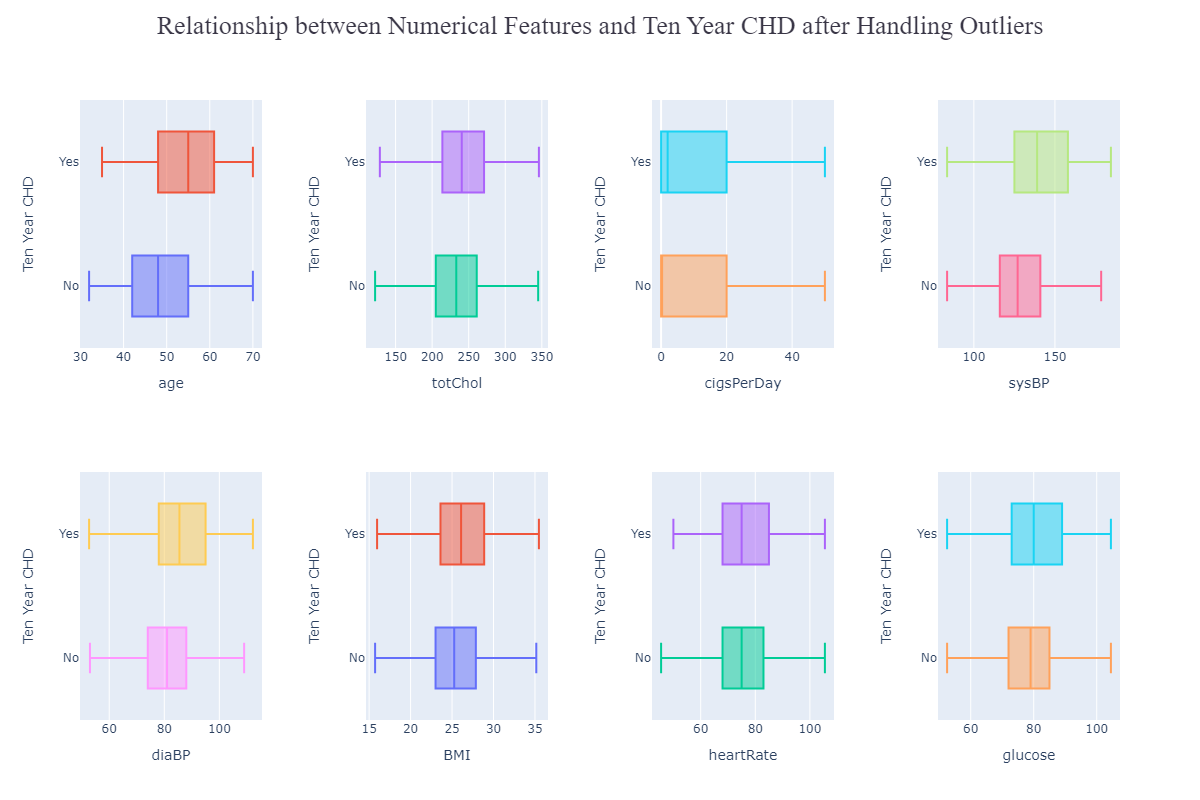 Relationship between Numerical Features and Ten Year CHD after Handling Outliers
Ten Year CHD
Yes
No
30 40 50 60 70
age
Ten Year CHD
Yes
No
150 200 250 300 350
totChol
Ten Year CHD
Yes
No
0 20 40
cigsPerDay
Ten Year CHD
Yes
No
100 150
sysBP
Ten Year CHD
Yes
No
60 80 100
diaBP
Ten Year CHD
Yes
No
15 20 25 30 35
BMI
Ten Year CHD
Yes
No
60 80 100
heartRate
Ten Year CHD
Yes
No
60 80 100
glucose